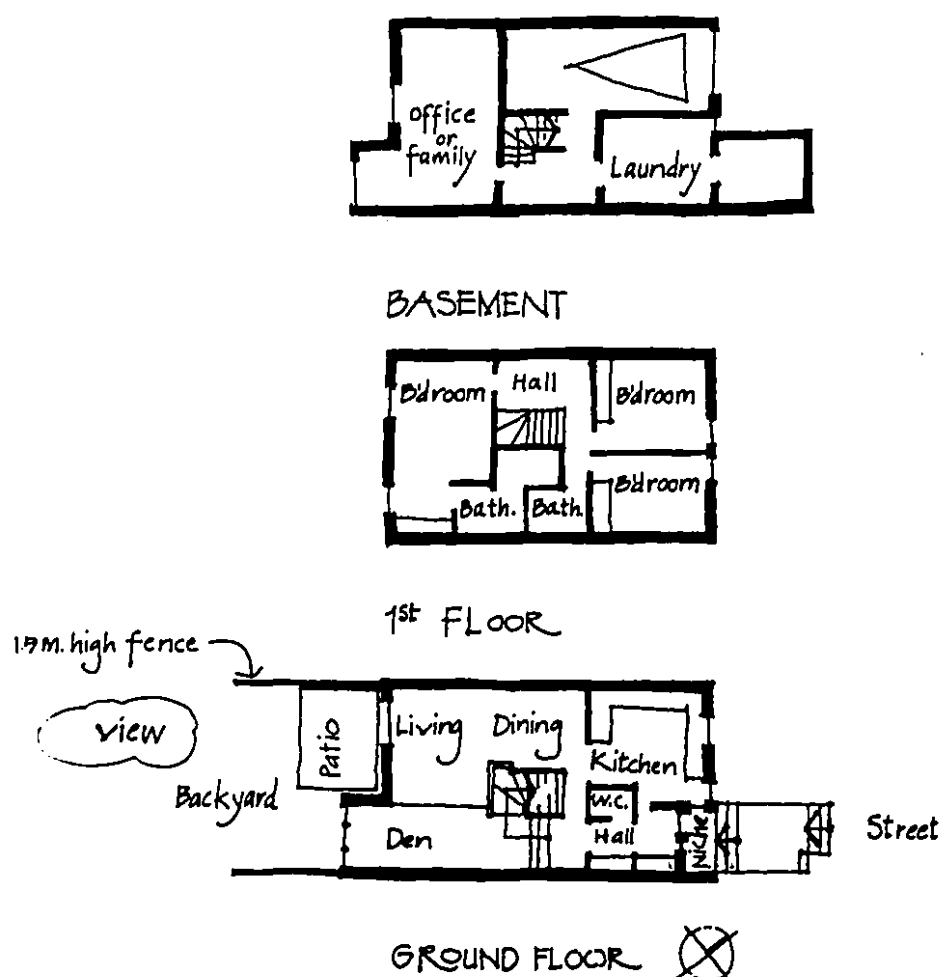 office
or
family
Laundry
BASEMENT
B'droom
Hall
B'droom
B'droom
Bath.
Bath
1st FLOOR
1.5M. high fence
view
Patio
Living
Dining
Kitchen
Backyard
W.C.
Den
Hall
Niche
Street
GROUND FLOOR